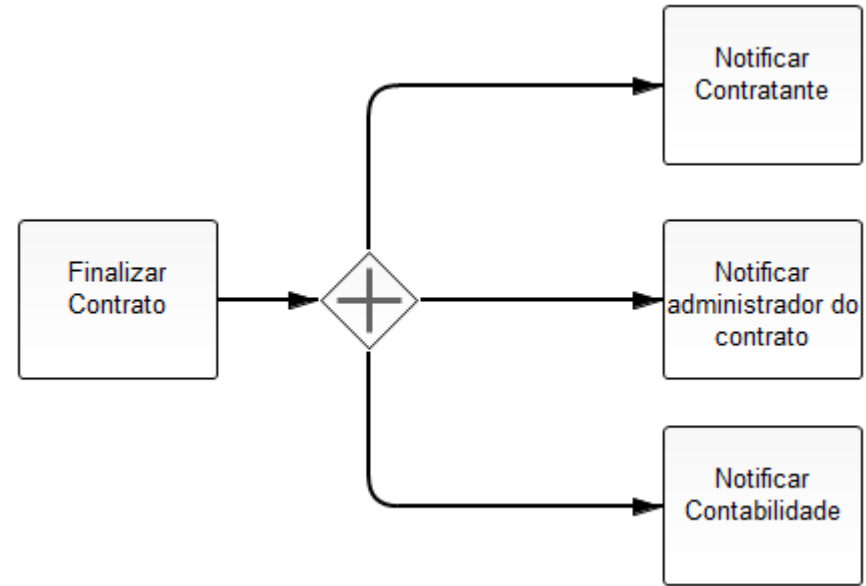 Notificar
Contratante
Finalizar
Contrato
Notificar
administrador do
contrato
Notificar
Contabilidade